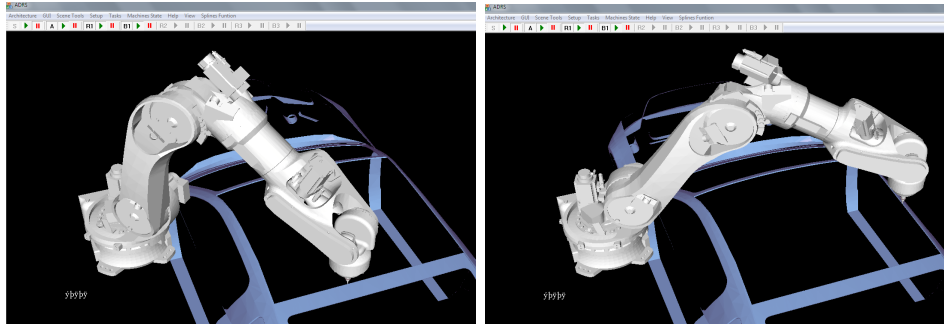 ADRS
Architecture GUI Scene Tools Setup Tasks Machines State Help View Splines Funtion
S A R1 B1 R2 B2 R3 B3
ýþýþý
ADRS
Architecture GUI Scene Tools Setup Tasks Machines State Help View Splines Funtion
S A R1 B1 R2 B2 R3 B3
ýþýþý